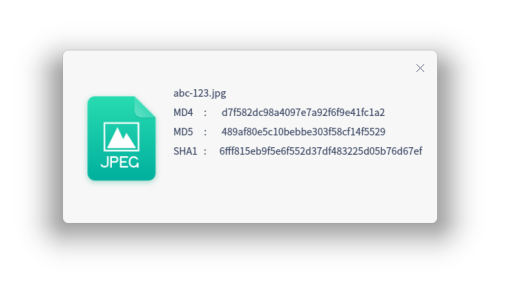 abc-123.jpg
MD4 : d7f582dc98a4097e7a92f6f9e41fc1a2
MD5 : 489af80e5c10bebbe303f58cf14f5529
SHA1 : 6fff815eb9f5e6f552d37df483225d05b76d67ef
JPEG